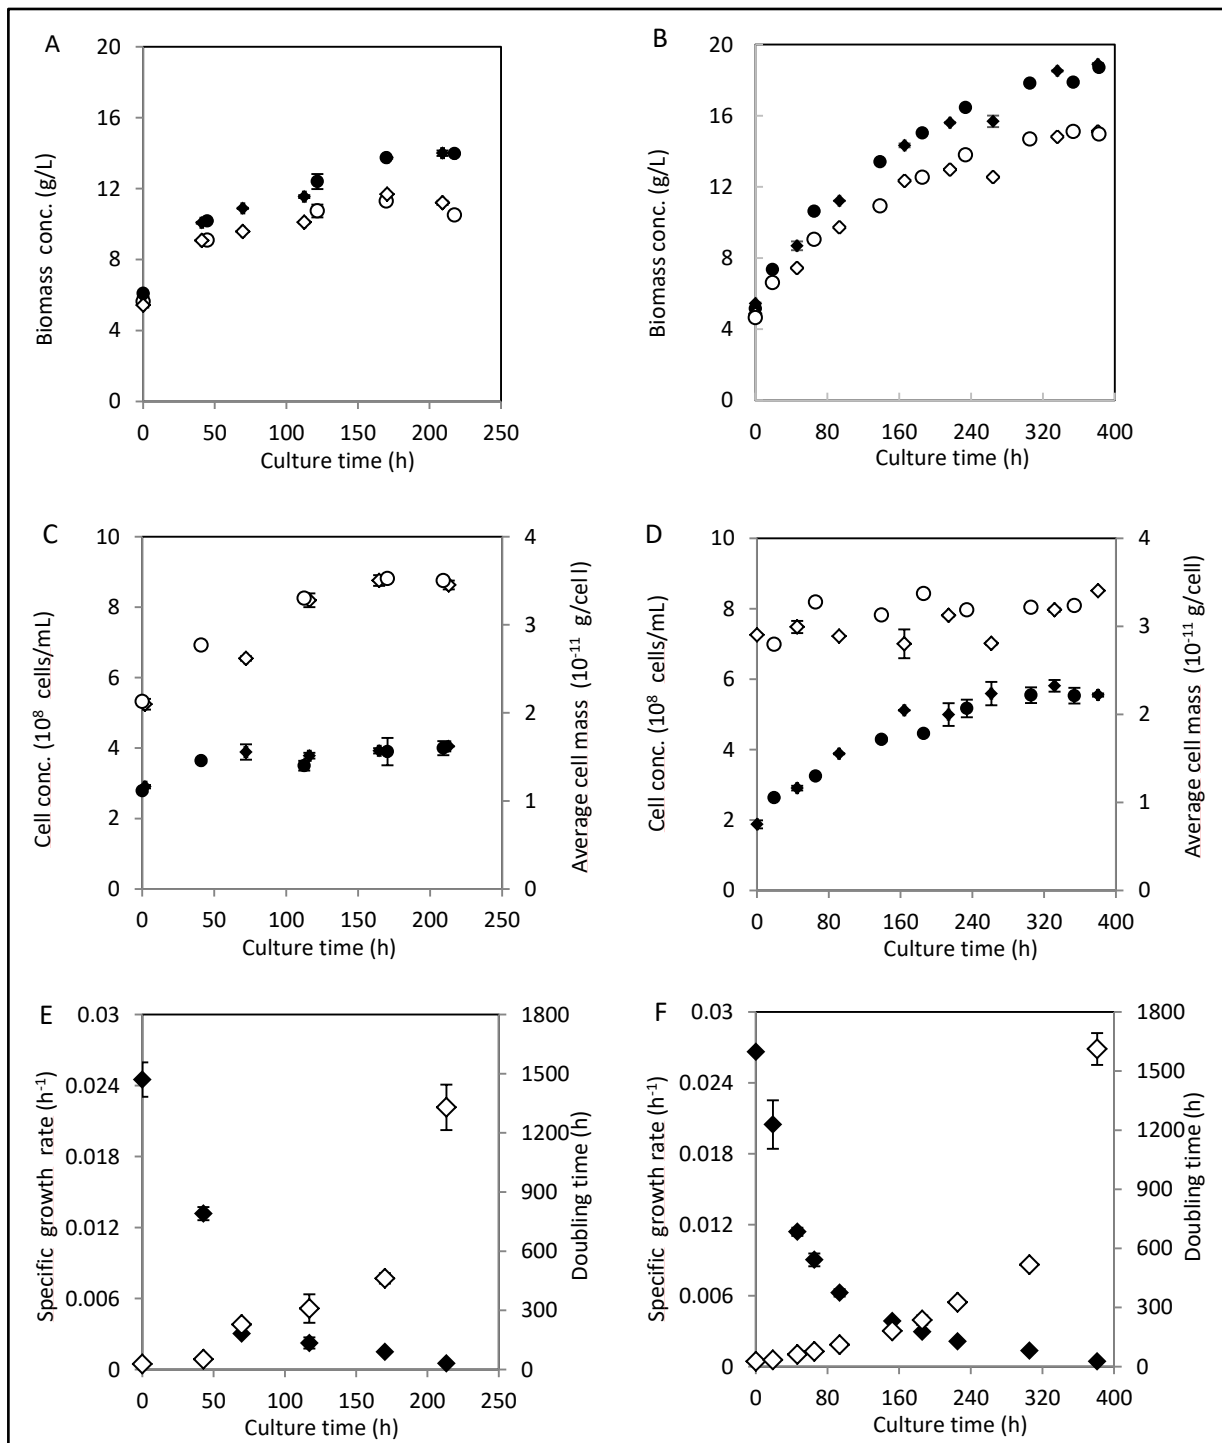 A
20
16
12
8
4
0
Biomass conc. (g/L)
0 50 100 150 200 250
Culture time (h)
B
20
16
12
8
4
0
Biomass conc. (g/L)
0 80 160 240 320 400
Culture time (h)
C
10
8
6
4
2
0
Cell conc. (10⁸ cells/mL)
4
3
2
1
0
Average cell mass (10⁻¹¹ g/cell)
0 50 100 150 200 250
Culture time (h)
D
10
8
6
4
2
0
Cell conc. (10⁸ cells/mL)
4
3
2
1
0
Average cell mass (10⁻¹¹ g/cell)
0 80 160 240 320 400
Culture time (h)
E
0.03
0.024
0.018
0.012
0.006
0
Specific growth rate (h⁻¹)
1800
1500
1200
900
600
300
0
Doubling time (h)
0 50 100 150 200 250
Culture time (h)
F
0.03
0.024
0.018
0.012
0.006
0
Specific growth rate (h⁻¹)
1800
1500
1200
900
600
300
0
Doubling time (h)
0 80 160 240 320 400
Culture time (h)